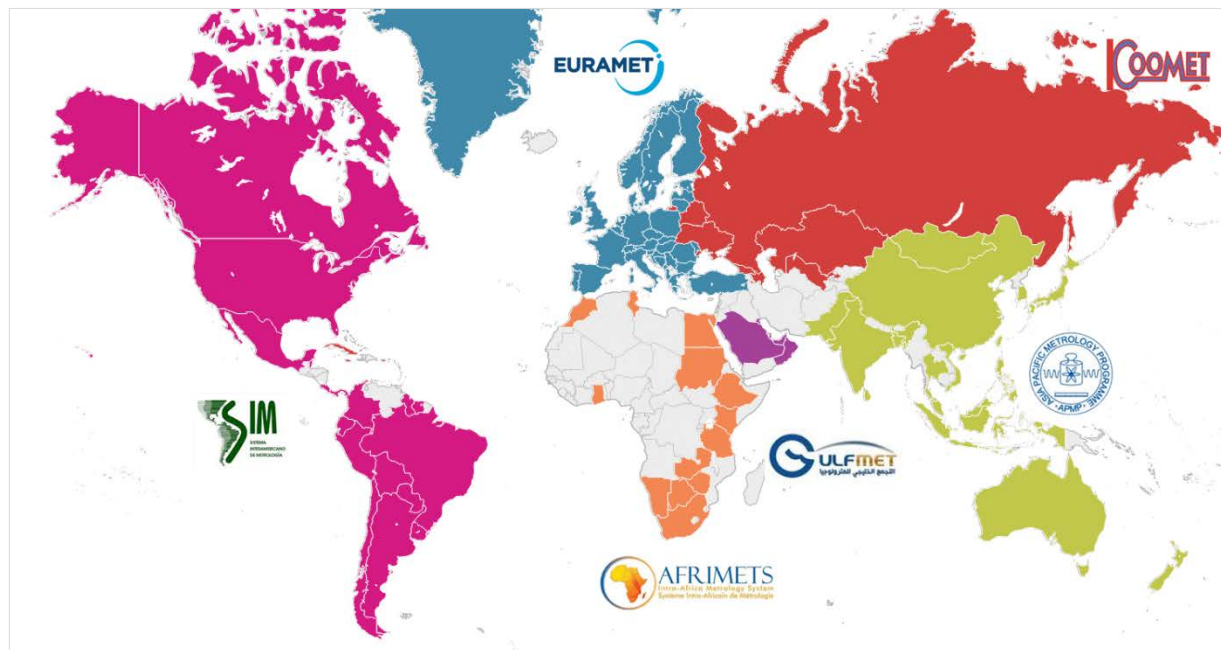 EURAMET
COOMET
SIM
SISTEMA
INTERAMERICANO
DE METROLOGÍA
ASIA PACIFIC METROLOGY PROGRAMME
· APMP ·
GULFMET
التجمع الخليجي للمترولوجيا
AFRIMETS
Intra-Africa Metrology System
Système Intra-Africain de Métrologie